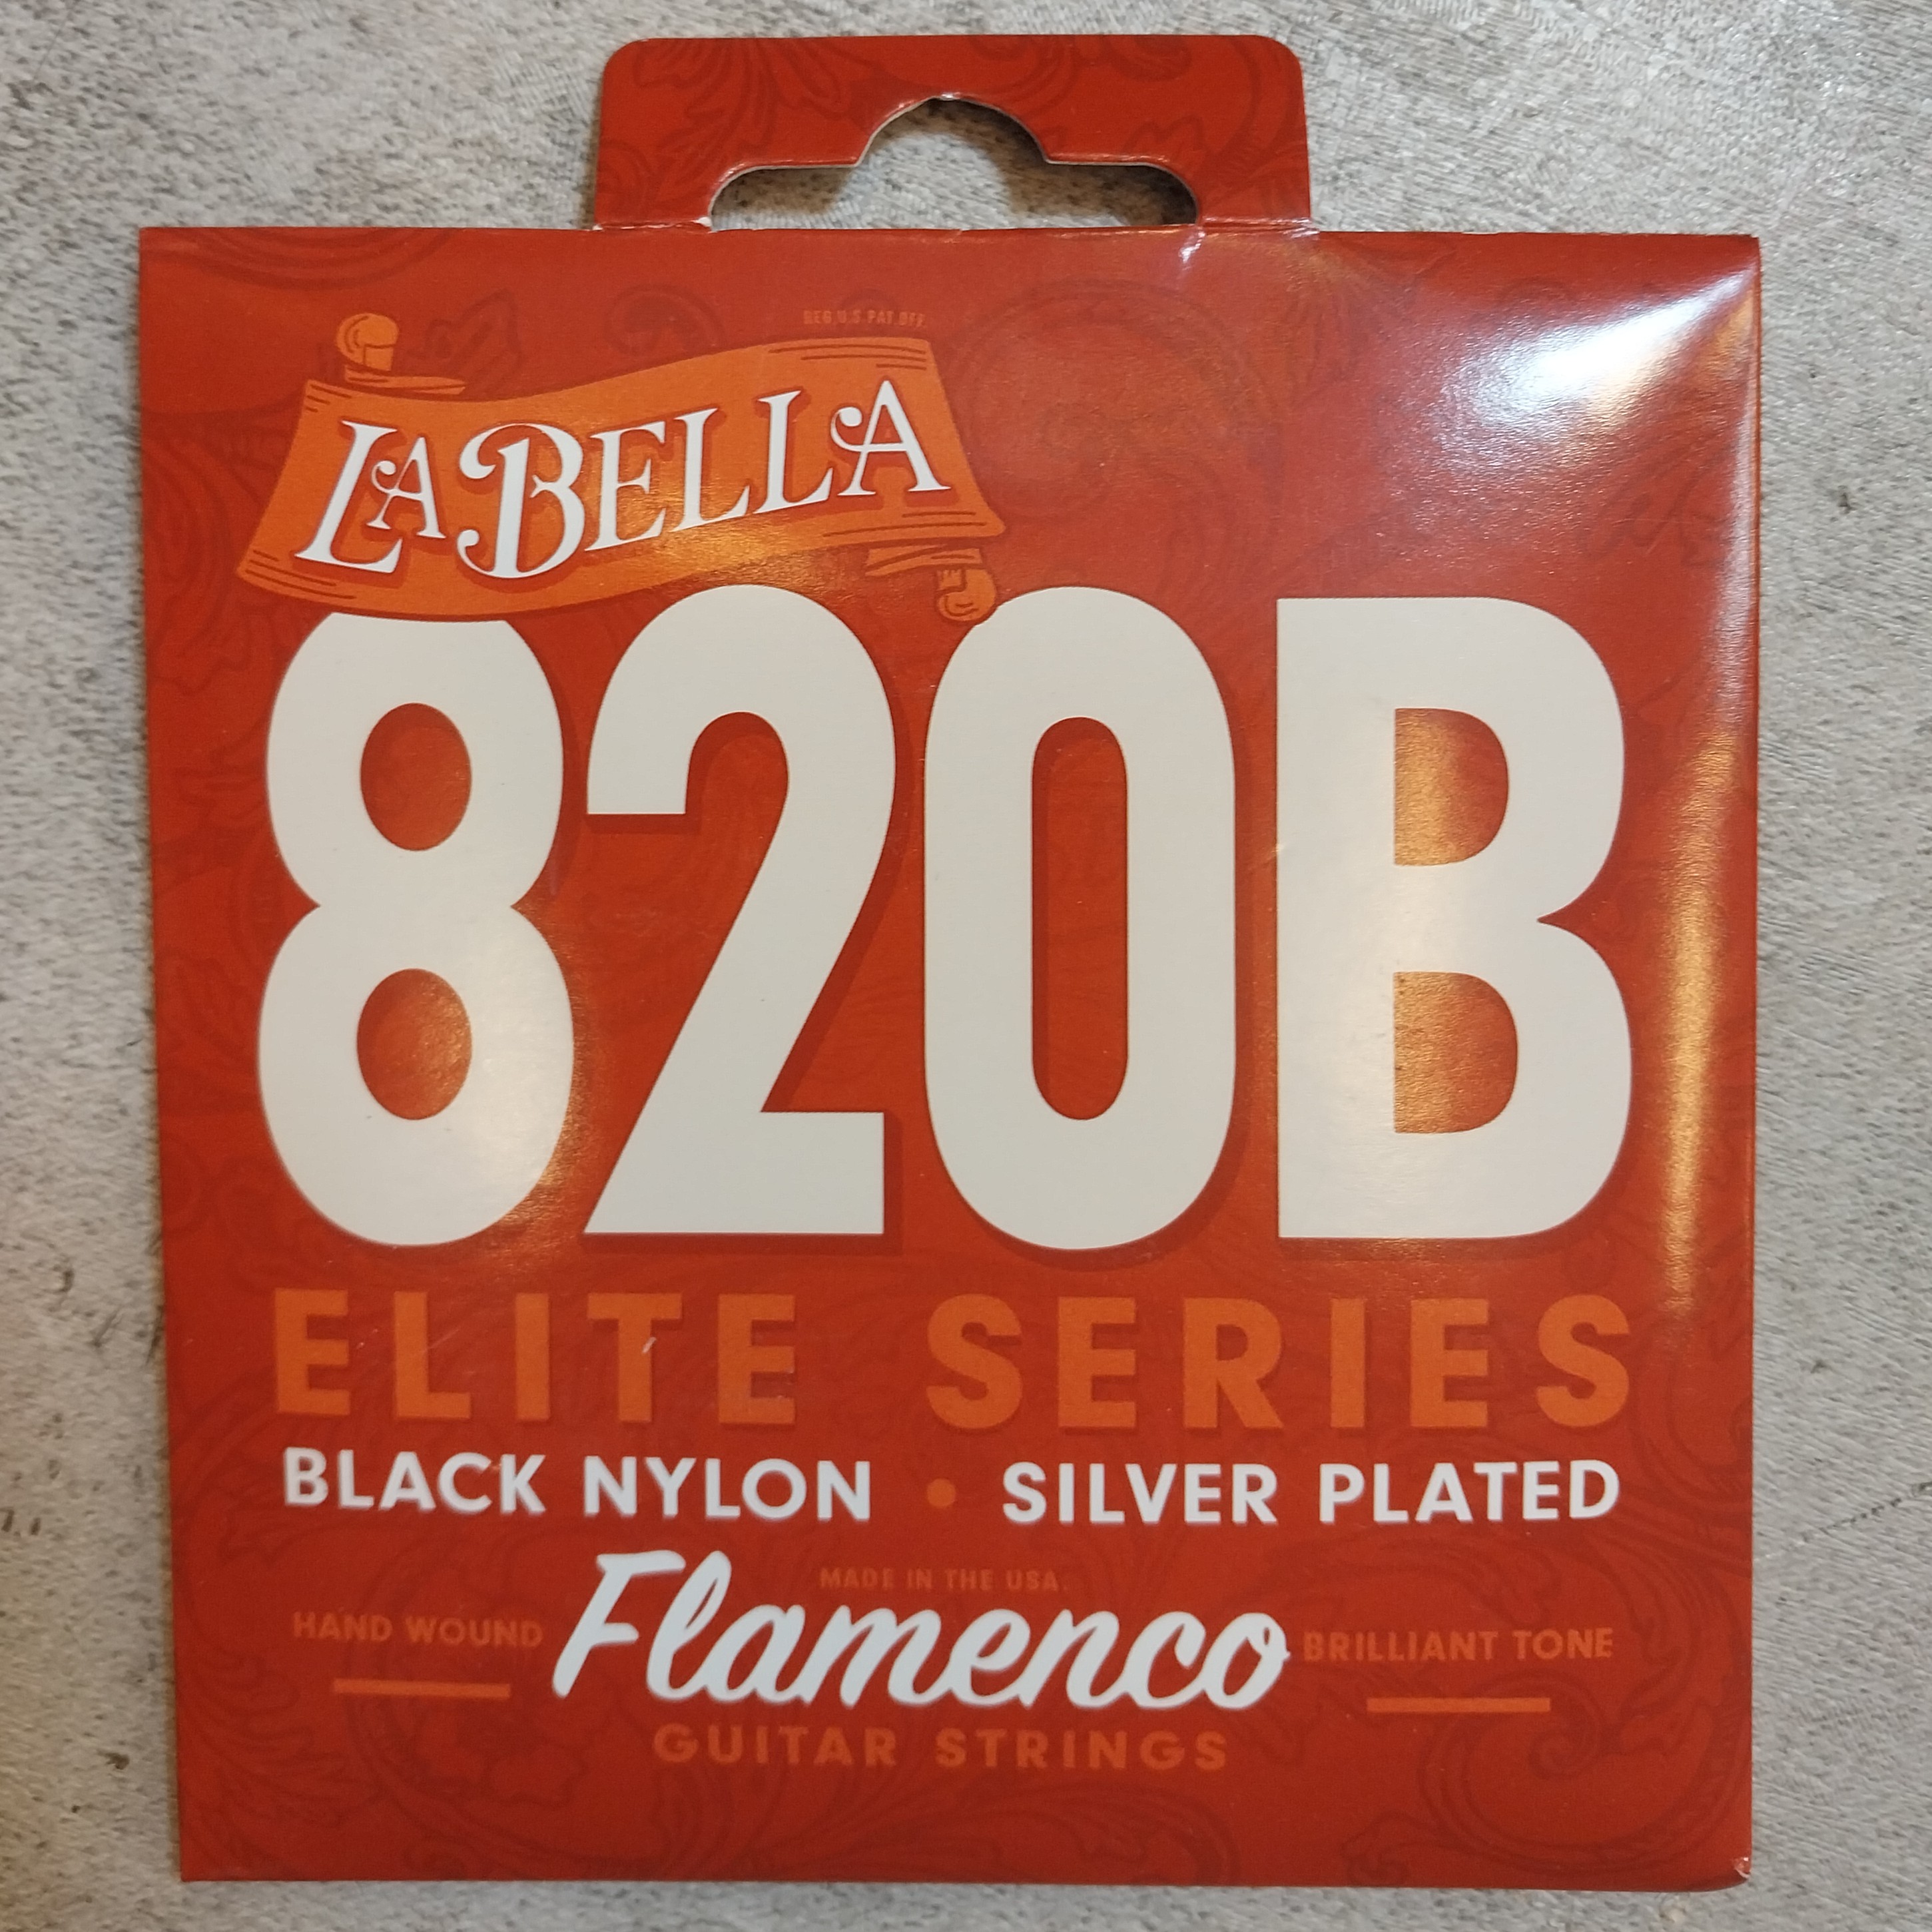 REG.U.S.PAT.OFF.
LA BELLA
820B
ELITE SERIES
BLACK NYLON • SILVER PLATED
MADE IN THE USA.
HAND WOUND Flamenco BRILLIANT TONE
GUITAR STRINGS